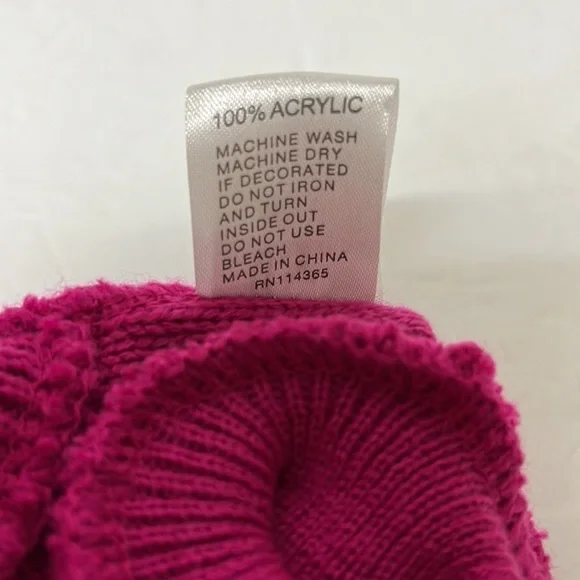 100% ACRYLIC
MACHINE WASH
MACHINE DRY
IF DECORATED
DO NOT IRON
AND TURN
INSIDE OUT
DO NOT USE
BLEACH
MADE IN CHINA
RN114365